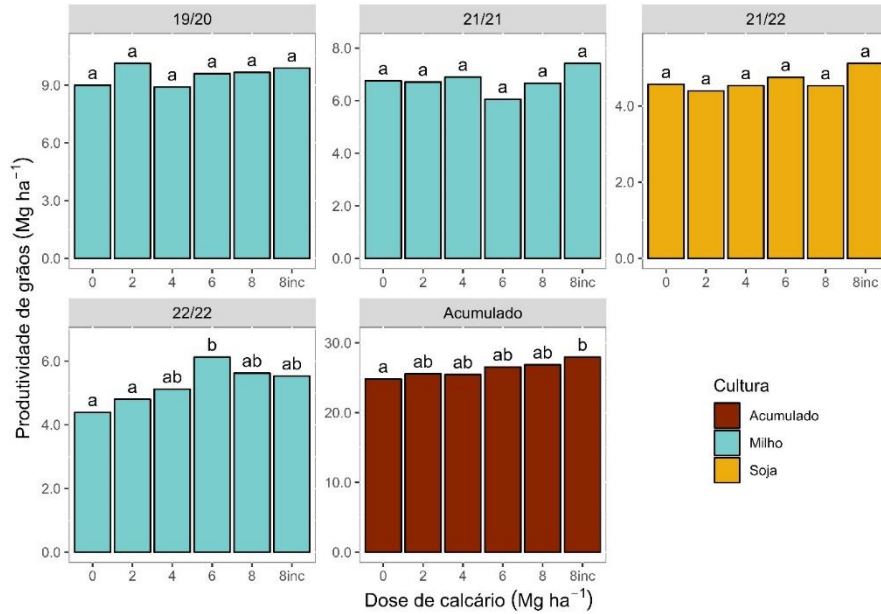 19/20
21/21
21/22
Produtividade de grãos (Mg ha⁻¹)
9.0
6.0
3.0
0.0
a a a a a a
0 2 4 6 8 8inc
8.0
6.0
4.0
2.0
0.0
a a a a a a
0 2 4 6 8 8inc
4.0
2.0
0.0
a a a a a a
0 2 4 6 8 8inc
22/22
Acumulado
6.0
4.0
2.0
0.0
a a ab b ab ab
0 2 4 6 8 8inc
30.0
20.0
10.0
0.0
a ab ab ab ab b
0 2 4 6 8 8inc
Dose de calcário (Mg ha⁻¹)
Cultura
Acumulado
Milho
Soja